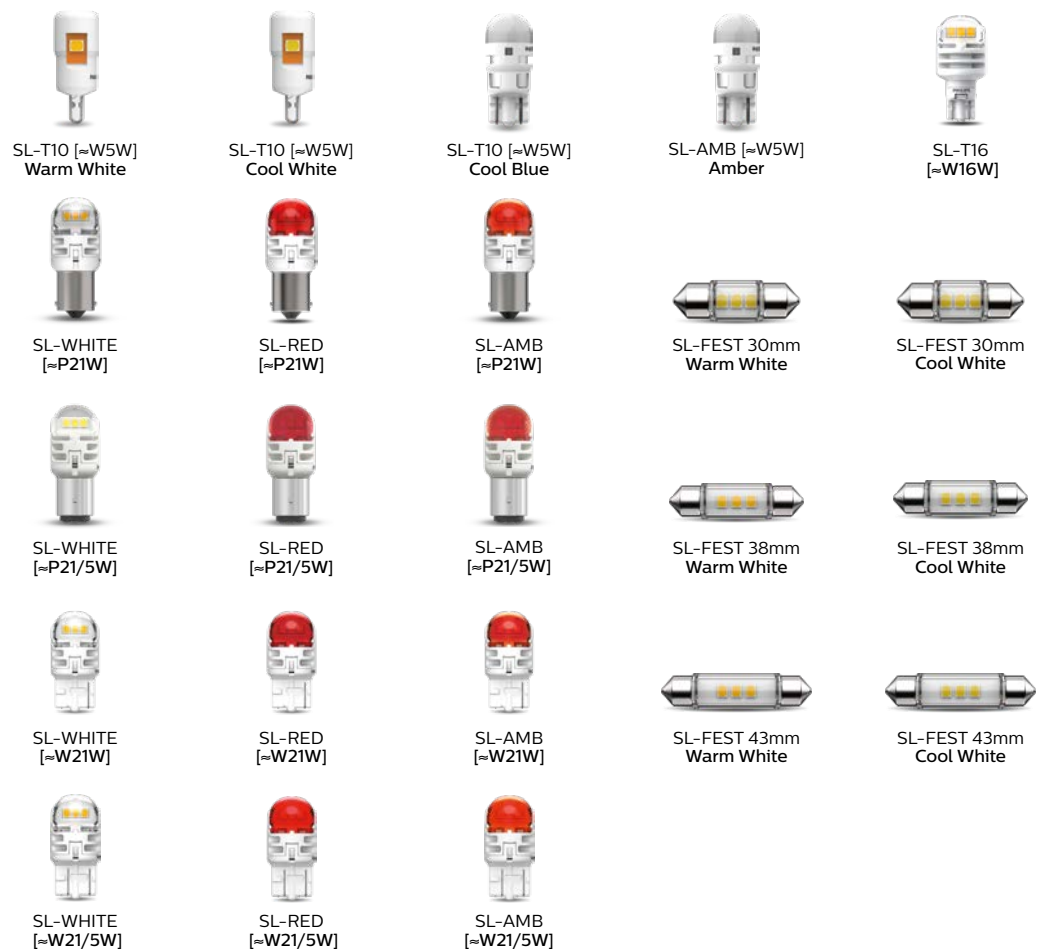 SL-T10 [≈W5W]
Warm White
SL-T10 [≈W5W]
Cool White
SL-T10 [≈W5W]
Cool Blue
SL-AMB [≈W5W]
Amber
SL-T16
[≈W16W]
SL-WHITE
[≈P21W]
SL-RED
[≈P21W]
SL-AMB
[≈P21W]
SL-FEST 30mm
Warm White
SL-FEST 30mm
Cool White
SL-WHITE
[≈P21/5W]
SL-RED
[≈P21/5W]
SL-AMB
[≈P21/5W]
SL-FEST 38mm
Warm White
SL-FEST 38mm
Cool White
SL-WHITE
[≈W21W]
SL-RED
[≈W21W]
SL-AMB
[≈W21W]
SL-FEST 43mm
Warm White
SL-FEST 43mm
Cool White
SL-WHITE
[≈W21/5W]
SL-RED
[≈W21/5W]
SL-AMB
[≈W21/5W]